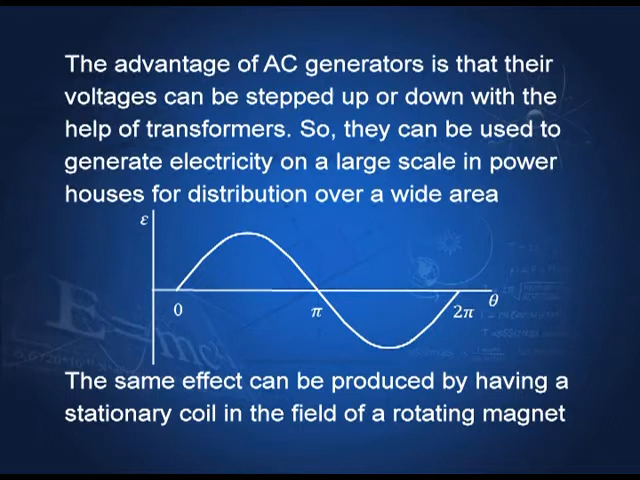 The advantage of AC generators is that their
voltages can be stepped up or down with the
help of transformers. So, they can be used to
generate electricity on a large scale in power
houses for distribution over a wide area
ε
0 π 2π θ
E=mc²
The same effect can be produced by having a
stationary coil in the field of a rotating magnet